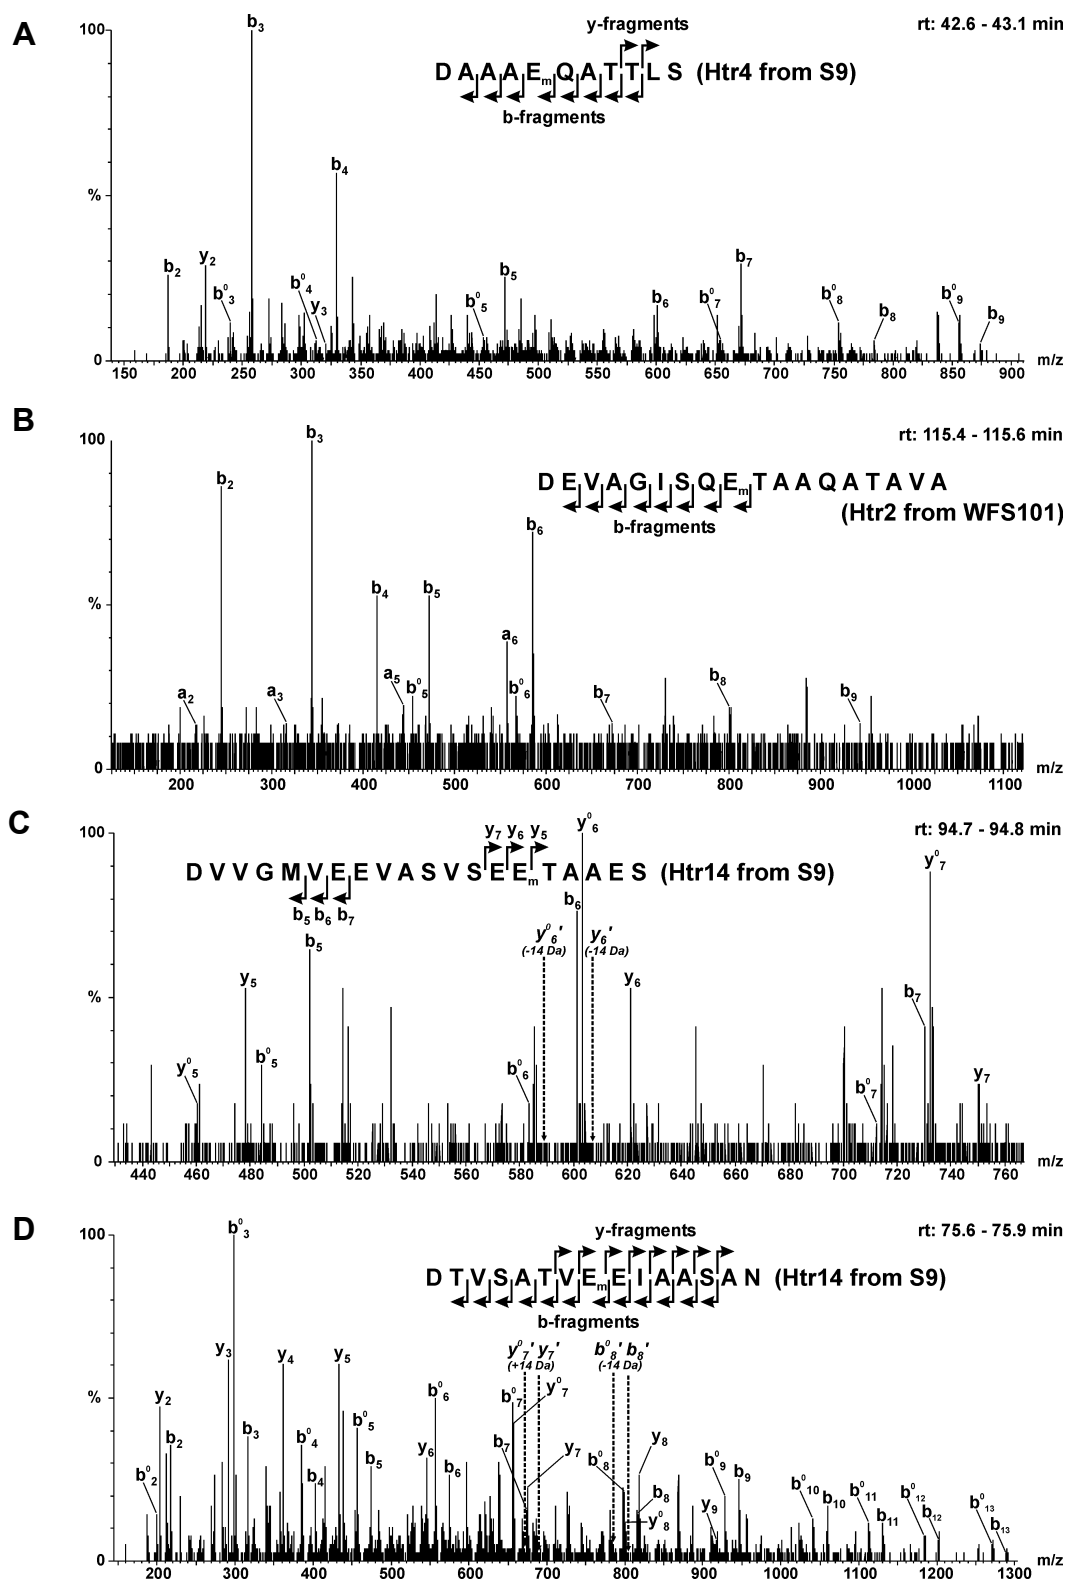 A
rt: 42.6 - 43.1 min
y-fragments
D A A A Em Q A T T L S (Htr4 from S9)
b-fragments
100
%
0
b3
b4
b2
y2
b03
b04
y3
b05
b5
b6
b07
b7
b08
b8
b09
b9
150 200 250 300 350 400 450 500 550 600 650 700 750 800 850 900 m/z
B
rt: 115.4 - 115.6 min
D E V A G I S Q Em T A A Q A T A V A
(Htr2 from WFS101)
b-fragments
100
%
0
b3
b2
b6
b4
b5
a6
a2
a3
a5
b05
b06
b7
b8
b9
200 300 400 500 600 700 800 900 1000 1100 m/z
C
rt: 94.7 - 94.8 min
y7 y6 y5
D V V G M V E E V A S V S E Em T A A E S (Htr14 from S9)
b5 b6 b7
100
%
0
y06
y07
b6
b5
y06' (-14 Da)
y6' (-14 Da)
y5
y6
b7
y05
b05
b06
b07
y7
440 460 480 500 520 540 560 580 600 620 640 660 680 700 720 740 760 m/z
D
rt: 75.6 - 75.9 min
y-fragments
D T V S A T V Em E I A A S A N (Htr14 from S9)
b-fragments
100
%
0
b03
y07' y7'
(+14 Da)
b08' b8'
(-14 Da)
y3
y4
y5
y2
b06
b07
y07
b2
b3
b04
b05
b02
b4
b5
y6
b6
b7
y7
b08
y8
b8
y08
b09
b9
y9
b010
b10
b011
b11
b012
b12
b013
b13
200 300 400 500 600 700 800 900 1000 1100 1200 1300 m/z